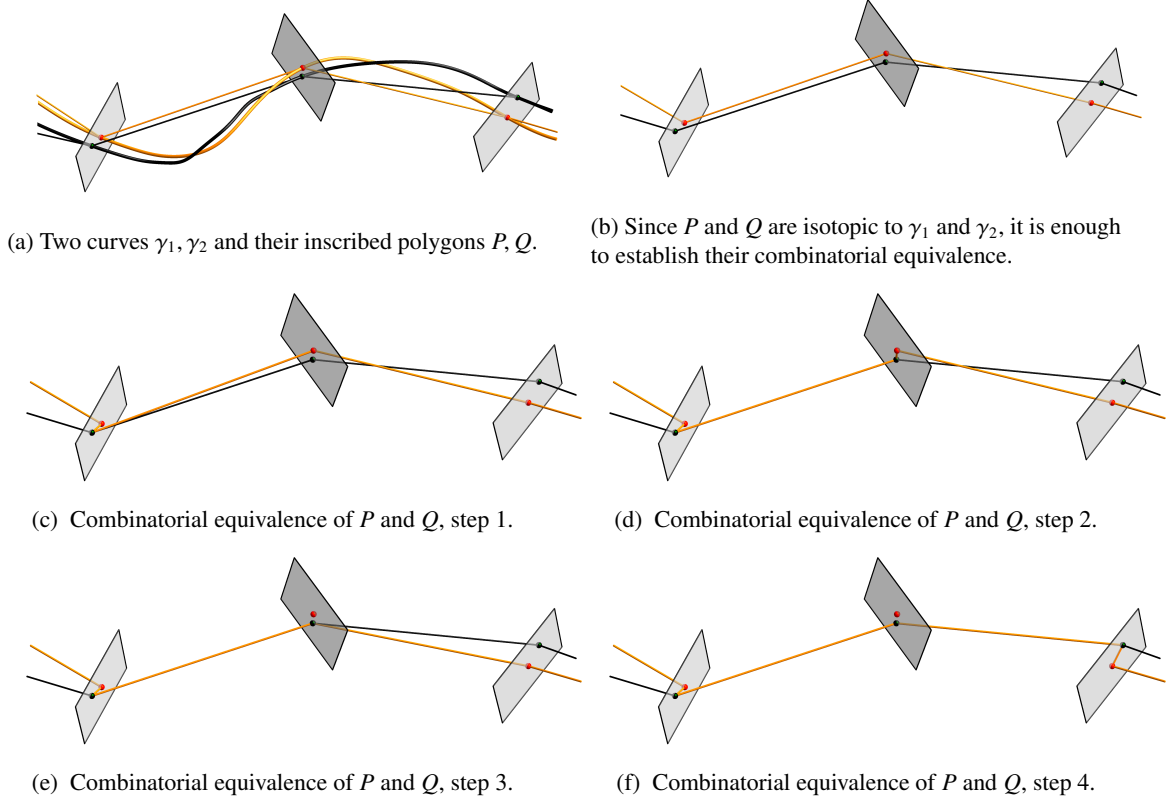 (a) Two curves γ₁, γ₂ and their inscribed polygons P, Q.
(b) Since P and Q are isotopic to γ₁ and γ₂, it is enough
to establish their combinatorial equivalence.
(c) Combinatorial equivalence of P and Q, step 1.
(d) Combinatorial equivalence of P and Q, step 2.
(e) Combinatorial equivalence of P and Q, step 3.
(f) Combinatorial equivalence of P and Q, step 4.